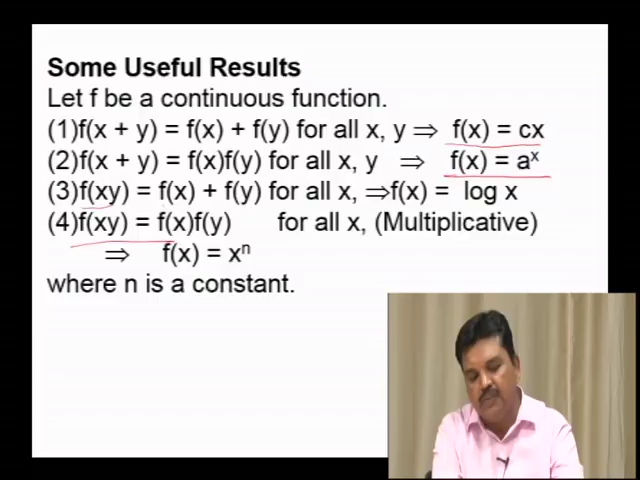 Some Useful Results
Let f be a continuous function.
(1)f(x + y) = f(x) + f(y) for all x, y ⇒ f(x) = cx
(2)f(x + y) = f(x)f(y) for all x, y ⇒ f(x) = aˣ
(3)f(xy) = f(x) + f(y) for all x, ⇒f(x) = log x
(4)f(xy) = f(x)f(y) for all x, (Multiplicative)
⇒ f(x) = xⁿ
where n is a constant.